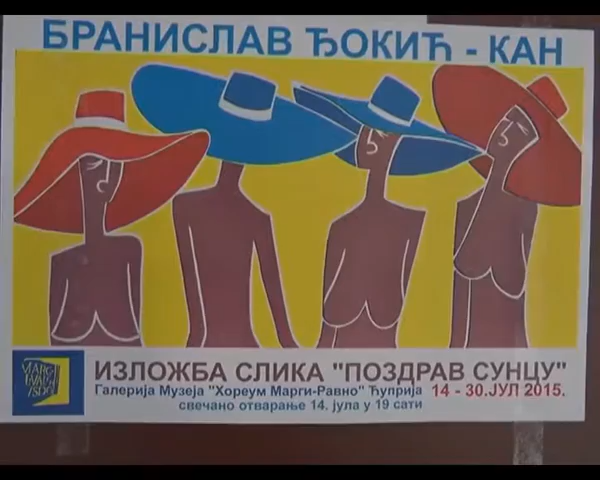 БРАНИСЛАВ ЂОКИЋ - КАН
ИЗЛОЖБА СЛИКА "ПОЗДРАВ СУНЦУ"
Галерија Музеја "Хореум Марги-Равно" Ћуприја 14 - 30.ЈУЛ 2015.
свечано отварање 14. јула у 19 сати